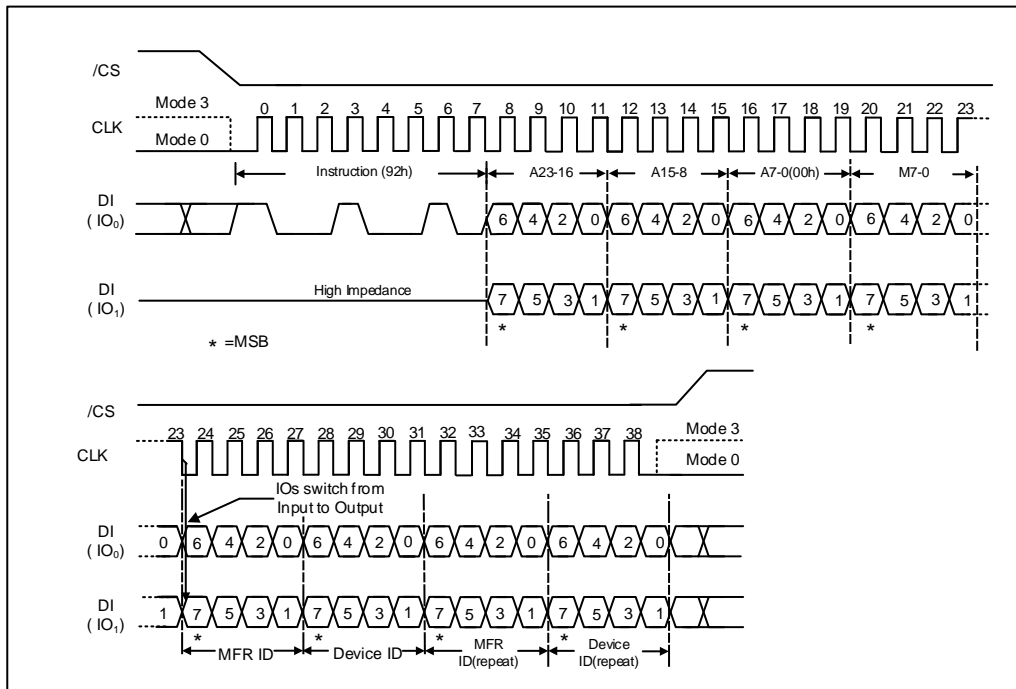 /CS
Mode 3
0 1 2 3 4 5 6 7 8 9 10 11 12 13 14 15 16 17 18 19 20 21 22 23
CLK
Mode 0
Instruction (92h) A23-16 A15-8 A7-0(00h) M7-0
DI
( IO₀)
6 4 2 0 6 4 2 0 6 4 2 0 6 4 2 0
High Impedance
DI
( IO₁)
7 5 3 1 7 5 3 1 7 5 3 1 7 5 3 1
* * * *
* =MSB
/CS
23 24 25 26 27 28 29 30 31 32 33 34 35 36 37 38
Mode 3
CLK
Mode 0
IOs switch from
Input to Output
DI
( IO₀)
0 6 4 2 0 6 4 2 0 6 4 2 0 6 4 2 0
DI
( IO₁)
1 7 5 3 1 7 5 3 1 7 5 3 1 7 5 3 1
* * * *
MFR ID Device ID MFR
ID(repeat) Device
ID(repeat)